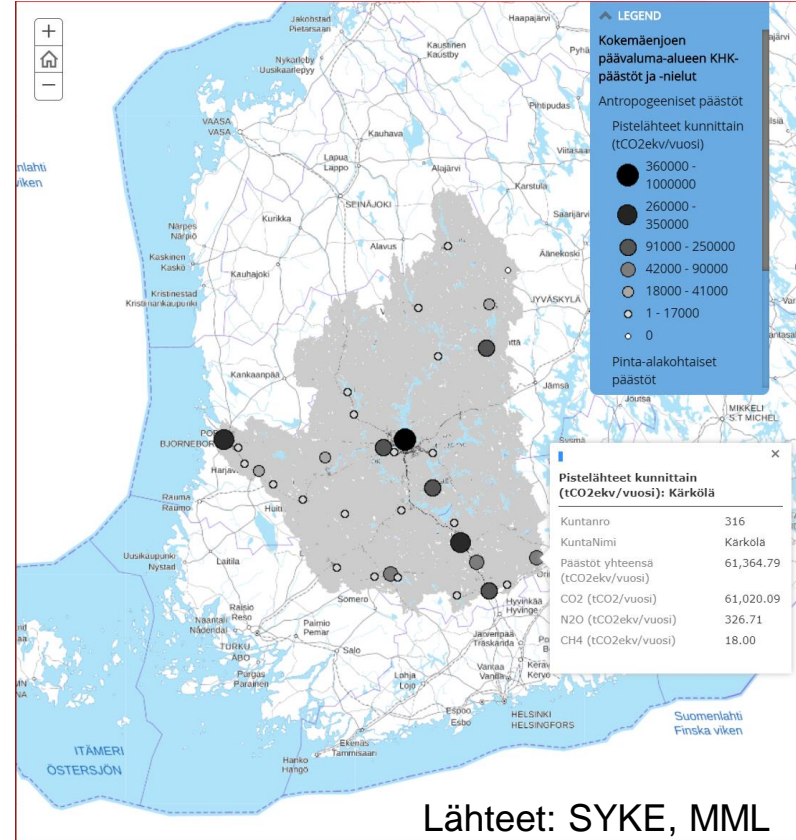 Jakobstad
Pietarsaari
Haapajärvi
Nykarleby
Uusikaarlepyy
Kaustinen
Kaustby
Pyhä
Pihtipudas
VAASA
VASA
Kauhava
Viitasaari
Lapua
Lappo
Alajärvi
Karstula
nlahti
viken
SEINÄJOKI
Saarijärvi
Kurikka
Närpes
Närpiö
Alavus
Äänekoski
Kaskinen
Kaskö
Kauhajoki
Kristinestad
Kristiinankaupunki
JYVÄSKYLÄ
Kankaanpää
Jämsä
Joutsa
MIKKELI
S:T MICHEL
Sysmä
BJÖRNEBORG
Harjav
Rauma
Raumo
Huitt
Uusikaupunki
Nystad
Laitila
Somero
Hyvinkää
Hyvinge
Raisio
Reso
Naantali
Nådendal
Paimio
Pemar
Järvenpää
Träskända
TURKU
ÅBO
Salo
Pargas
Parainen
Lohja
Lojo
Vantaa
Vanda
Kerav
Kervo
Espoo
Esbo
HELSINKI
HELSINGFORS
Ekenäs
Tammisaari
Hanko
Hangö
Suomenlahti
Finska viken
ITÄMERI
ÖSTERSJÖN
LEGEND
Kokemäenjoen
päävaluma-alueen KHK-
päästöt ja -nielut
Antropogeeniset päästöt
Pistelähteet kunnittain
(tCO2ekv/vuosi)
360000 -
1000000
260000 -
350000
91000 - 250000
42000 - 90000
18000 - 41000
1 - 17000
0
Pinta-alakohtaiset
päästöt
×
Pistelähteet kunnittain
(tCO2ekv/vuosi): Kärkölä
Kuntanro 316
KuntaNimi Kärkölä
Päästöt yhteensä 61,364.79
(tCO2ekv/vuosi)
CO2 (tCO2/vuosi) 61,020.09
N2O (tCO2ekv/vuosi) 326.71
CH4 (tCO2ekv/vuosi) 18.00
Lähteet: SYKE, MML